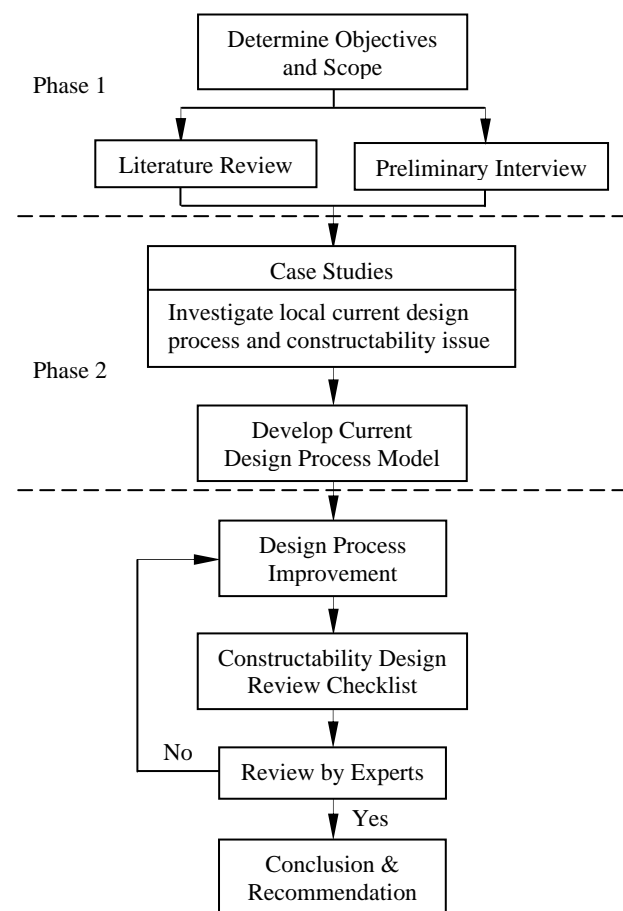 Determine Objectives
and Scope
Phase 1
Literature Review
Preliminary Interview
Case Studies
Investigate local current design
process and constructability issue
Phase 2
Develop Current
Design Process Model
Design Process
Improvement
Constructability Design
Review Checklist
No
Review by Experts
Yes
Conclusion &
Recommendation